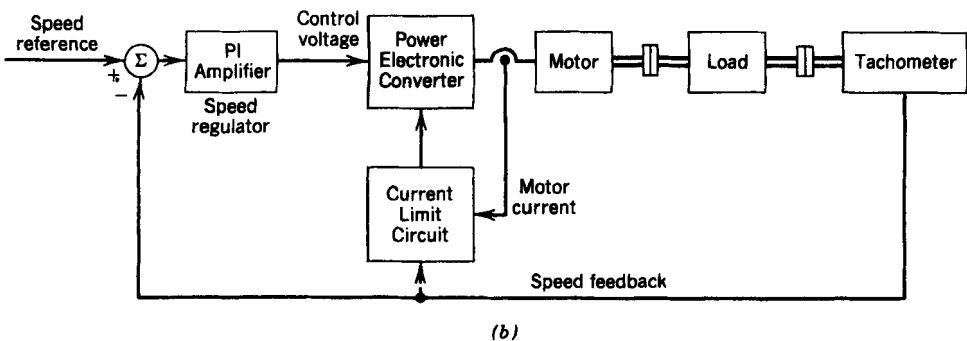 Speed
reference
+
Σ
−
PI
Amplifier
Speed
regulator
Control
voltage
Power
Electronic
Converter
Motor
Load
Tachometer
Current
Limit
Circuit
Motor
current
Speed feedback
(b)